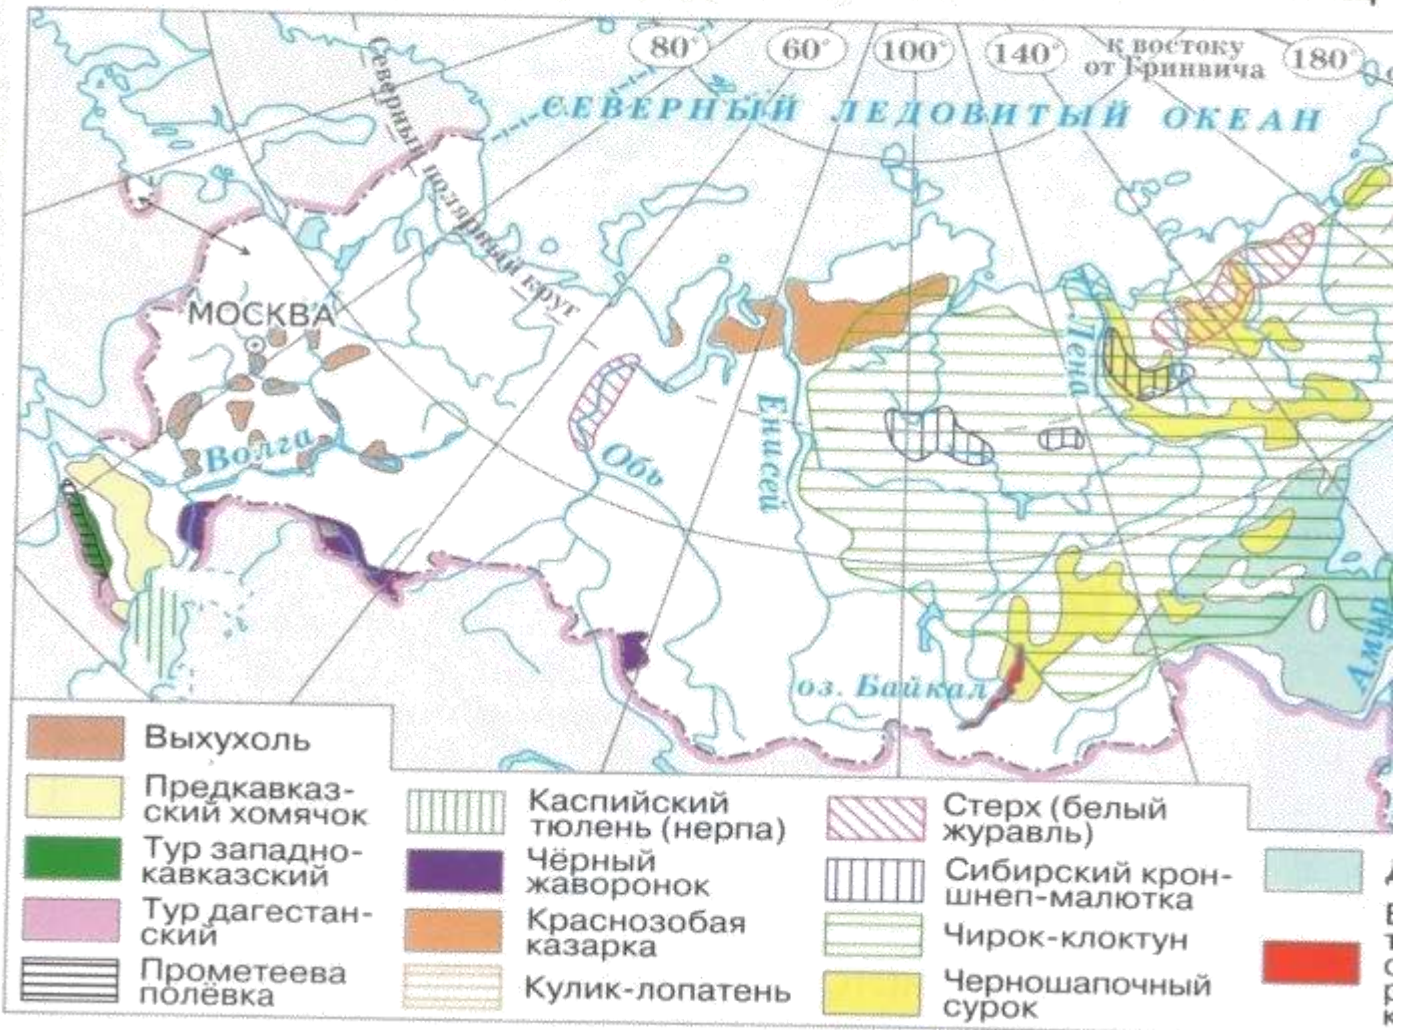 80°
60°
100°
140°
к востоку
от Гринвича
180°
Северный полярный круг
СЕВЕРНЫЙ ЛЕДОВИТЫЙ ОКЕАН
МОСКВА
Волга
Обь
Енисей
Лена
оз. Байкал
Амур
Выхухоль
Предкавказ-
ский хомячок
Тур западно-
кавказский
Тур дагестан-
ский
Прометеева
полёвка
Каспийский
тюлень (нерпа)
Чёрный
жаворонок
Краснозобая
казарка
Кулик-лопатень
Стерх (белый
журавль)
Сибирский крон-
шнеп-малютка
Чирок-клоктун
Черношапочный
сурок